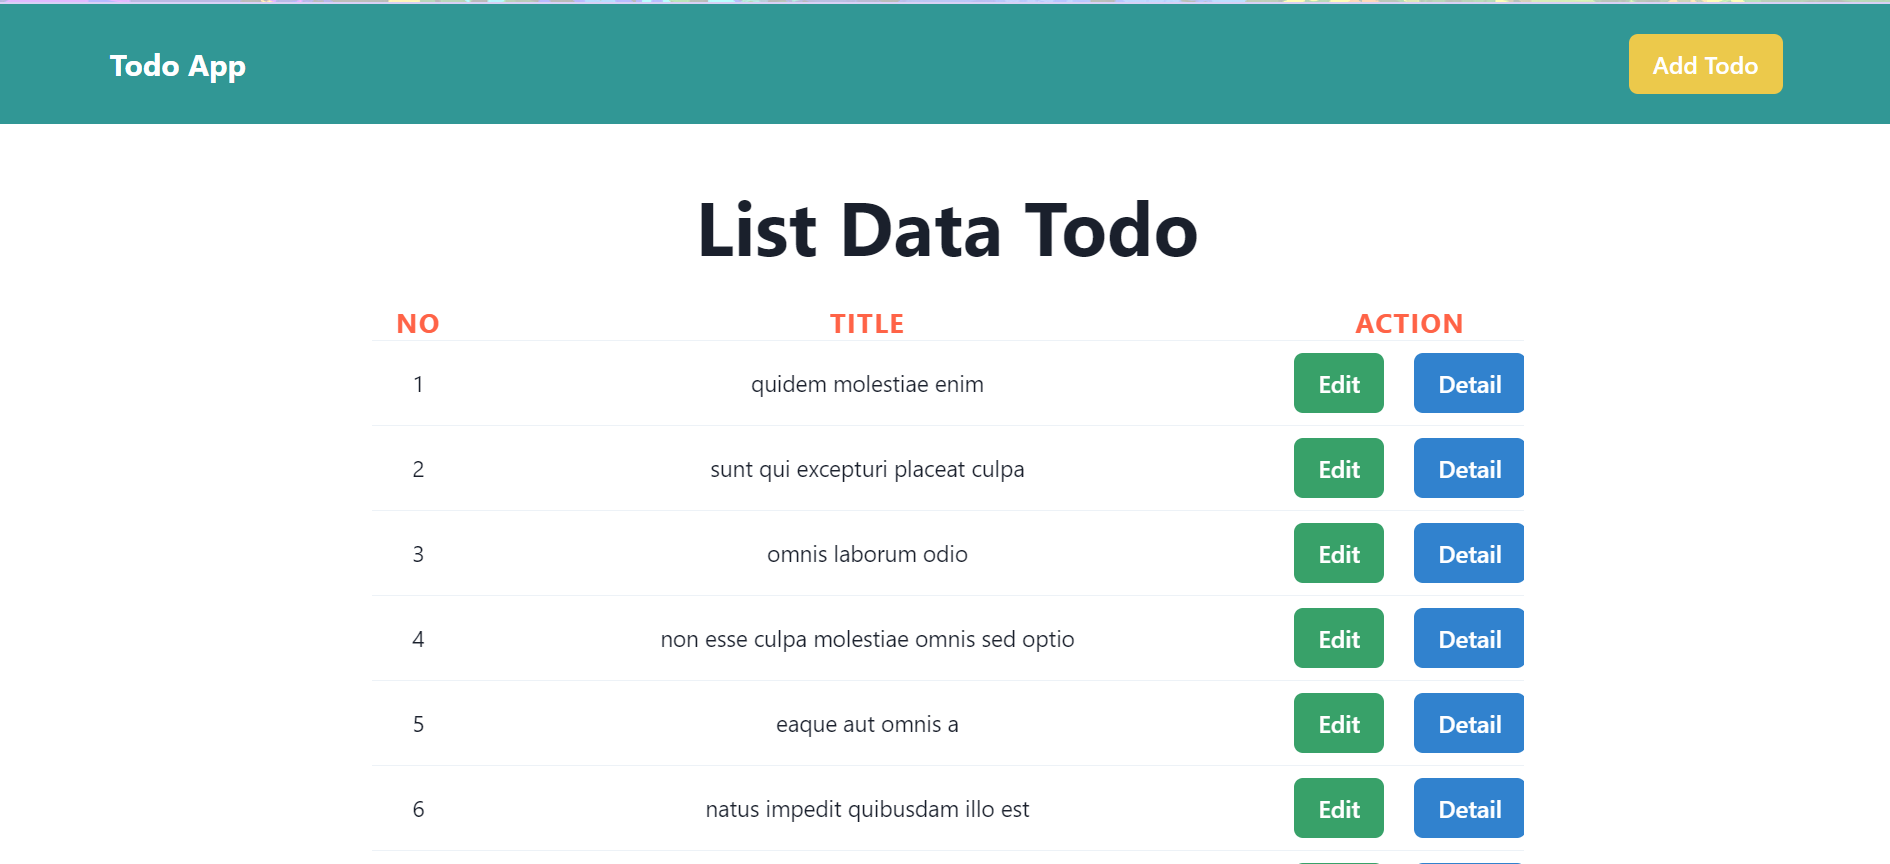 Todo App Add Todo
List Data Todo
NO TITLE ACTION
1 quidem molestiae enim Edit Detail
2 sunt qui excepturi placeat culpa Edit Detail
3 omnis laborum odio Edit Detail
4 non esse culpa molestiae omnis sed optio Edit Detail
5 eaque aut omnis a Edit Detail
6 natus impedit quibusdam illo est Edit Detail